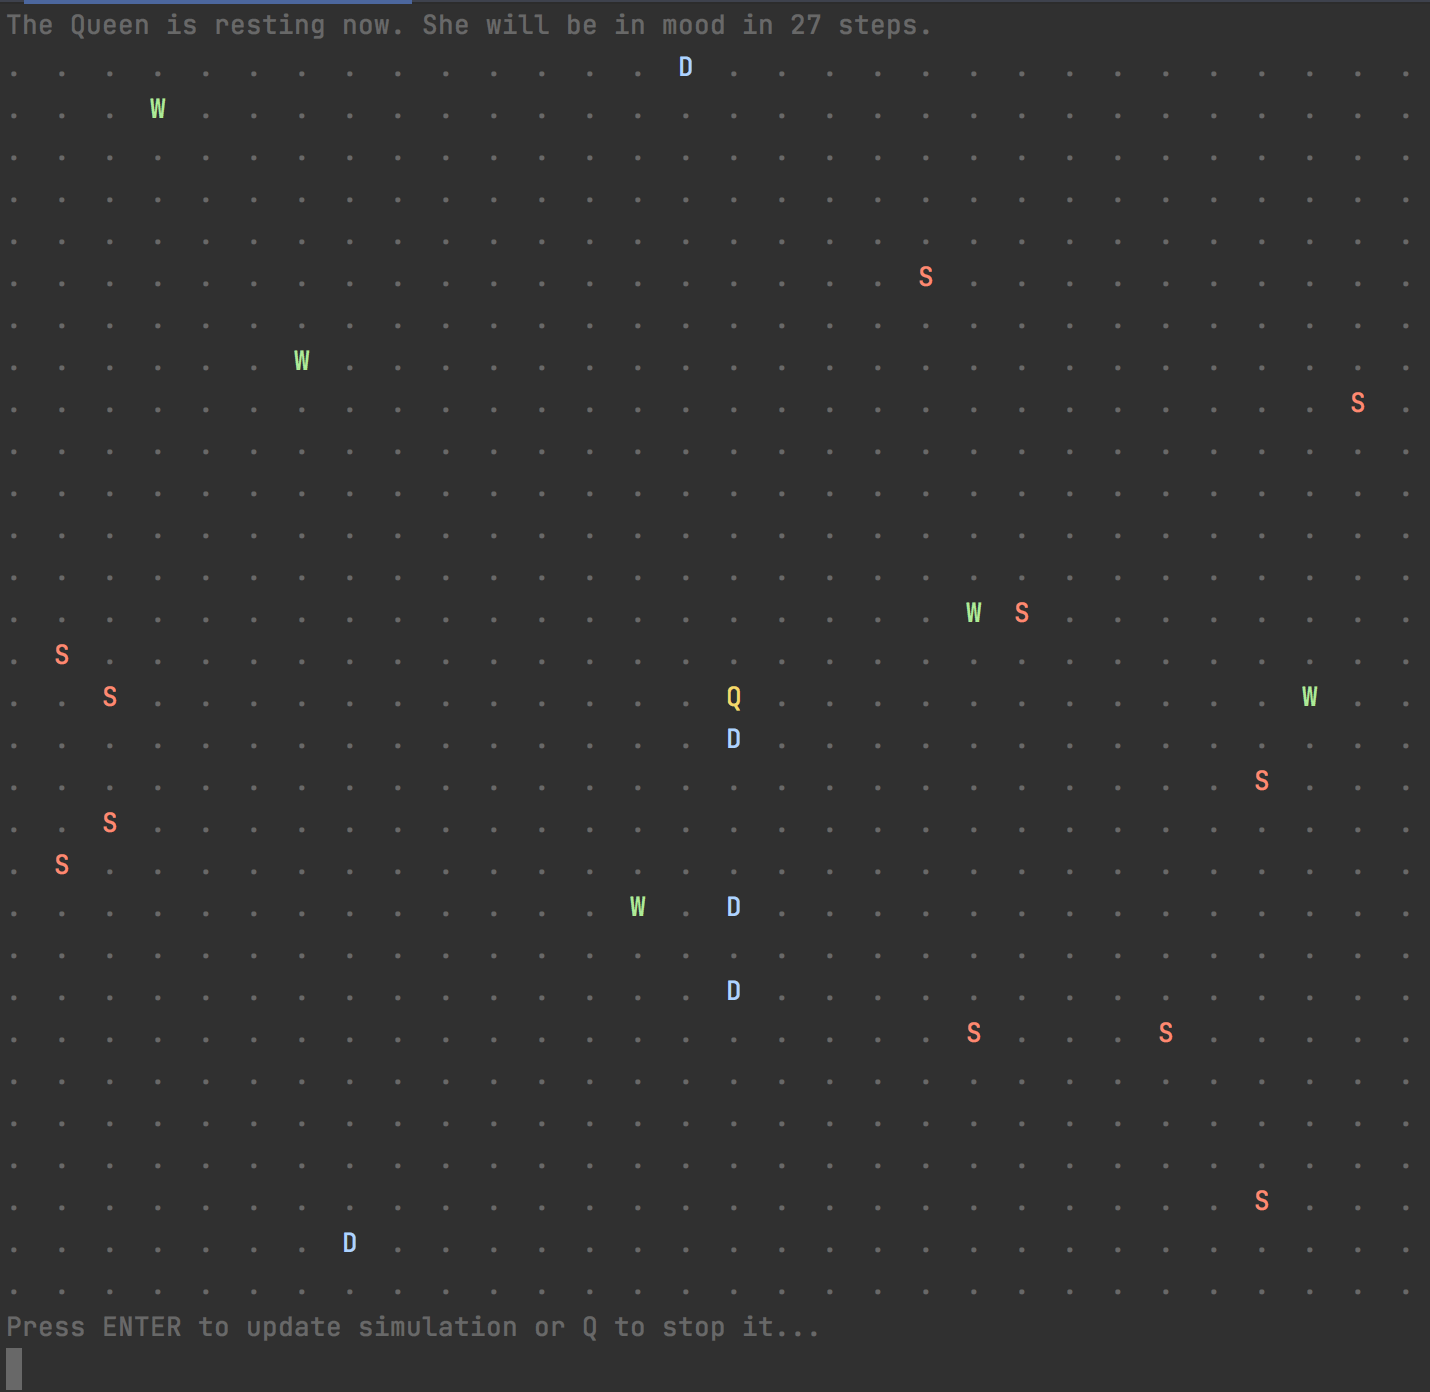 The Queen is resting now. She will be in mood in 27 steps.
. . . . . . . . . . . . . . D . . . . . . . . . . . . . . .
. . . W . . . . . . . . . . . . . . . . . . . . . . . . . .
. . . . . . . . . . . . . . . . . . . . . . . . . . . . . .
. . . . . . . . . . . . . . . . . . . . . . . . . . . . . .
. . . . . . . . . . . . . . . . . . . . . . . . . . . . . .
. . . . . . . . . . . . . . . . . . . S . . . . . . . . . .
. . . . . . . . . . . . . . . . . . . . . . . . . . . . . .
. . . . . . W . . . . . . . . . . . . . . . . . . . . . . .
. . . . . . . . . . . . . . . . . . . . . . . . . . . . S .
. . . . . . . . . . . . . . . . . . . . . . . . . . . . . .
. . . . . . . . . . . . . . . . . . . . . . . . . . . . . .
. . . . . . . . . . . . . . . . . . . . . . . . . . . . . .
. . . . . . . . . . . . . . . . . . . . . . . . . . . . . .
. . . . . . . . . . . . . . . . . . . . W S . . . . . . . .
. S . . . . . . . . . . . . . . . . . . . . . . . . . . . .
. . S . . . . . . . . . . . . Q . . . . . . . . . . . W . .
. . . . . . . . . . . . . . . D . . . . . . . . . . . . . .
. . . . . . . . . . . . . . . . . . . . . . . . . . S . . .
. . S . . . . . . . . . . . . . . . . . . . . . . . . . . .
. S . . . . . . . . . . . . . . . . . . . . . . . . . . . .
. . . . . . . . . . . . . W . D . . . . . . . . . . . . . .
. . . . . . . . . . . . . . . . . . . . . . . . . . . . . .
. . . . . . . . . . . . . . . D . . . . . . . . . . . . . .
. . . . . . . . . . . . . . . . . . . . S . . . S . . . . .
. . . . . . . . . . . . . . . . . . . . . . . . . . . . . .
. . . . . . . . . . . . . . . . . . . . . . . . . . . . . .
. . . . . . . . . . . . . . . . . . . . . . . . . . . . . .
. . . . . . . . . . . . . . . . . . . . . . . . . . S . . .
. . . . . . . D . . . . . . . . . . . . . . . . . . . . . .
. . . . . . . . . . . . . . . . . . . . . . . . . . . . . .
Press ENTER to update simulation or Q to stop it...